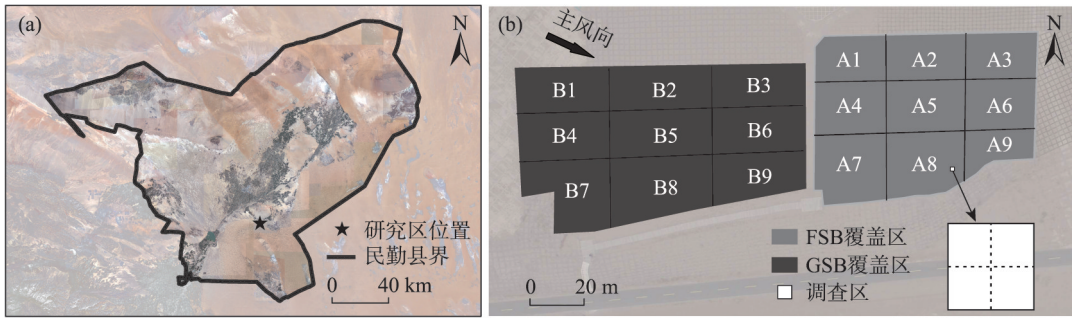 (a)
N
研究区位置
民勤县界
0 40 km
(b)
主风向
N
B1 B2 B3
B4 B5 B6
B7 B8 B9
A1 A2 A3
A4 A5 A6
A7 A8 A9
FSB覆盖区
GSB覆盖区
调查区
0 20 m